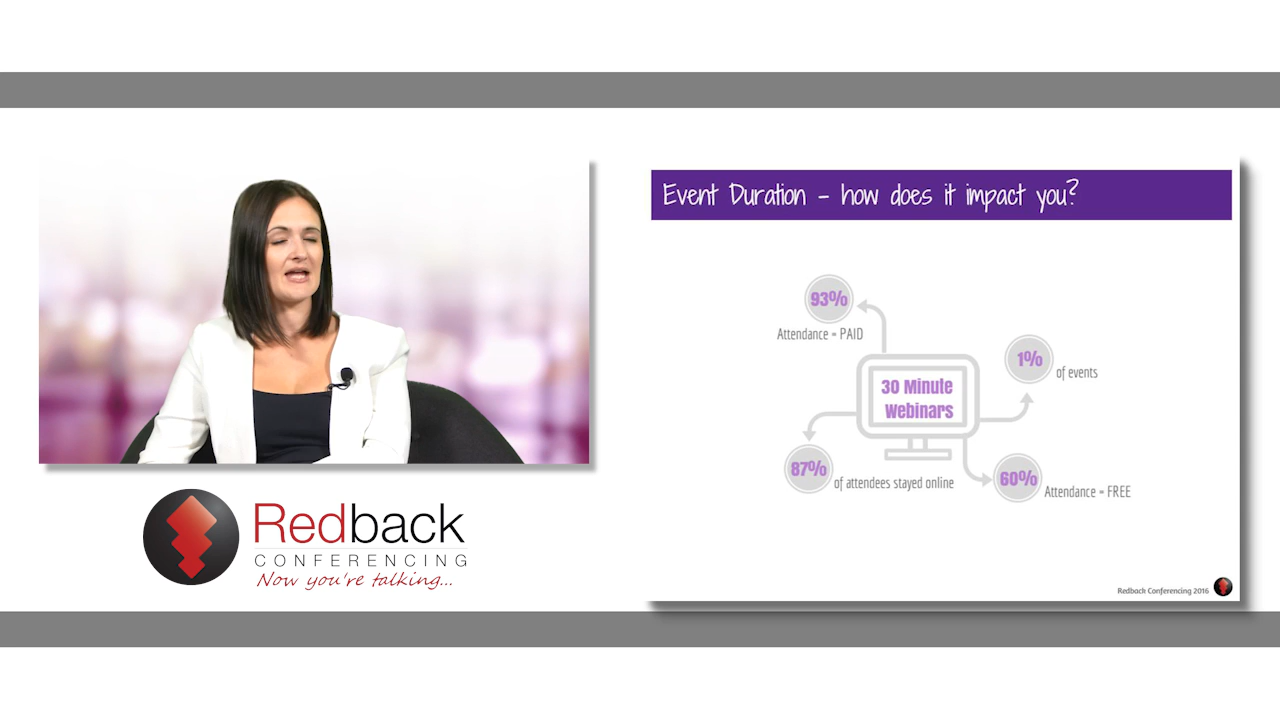 Event Duration - how does it impact you?
93%
Attendance = PAID
1%
of events
30 Minute
Webinars
87%
of attendees stayed online
60%
Attendance = FREE
Redback Conferencing 2016
Redback
CONFERENCING
Now you're talking...